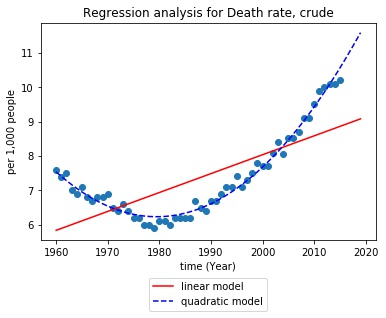 Regression analysis for Death rate, crude
per 1,000 people
11
10
9
8
7
6
1960 1970 1980 1990 2000 2010 2020
time (Year)
linear model
quadratic model